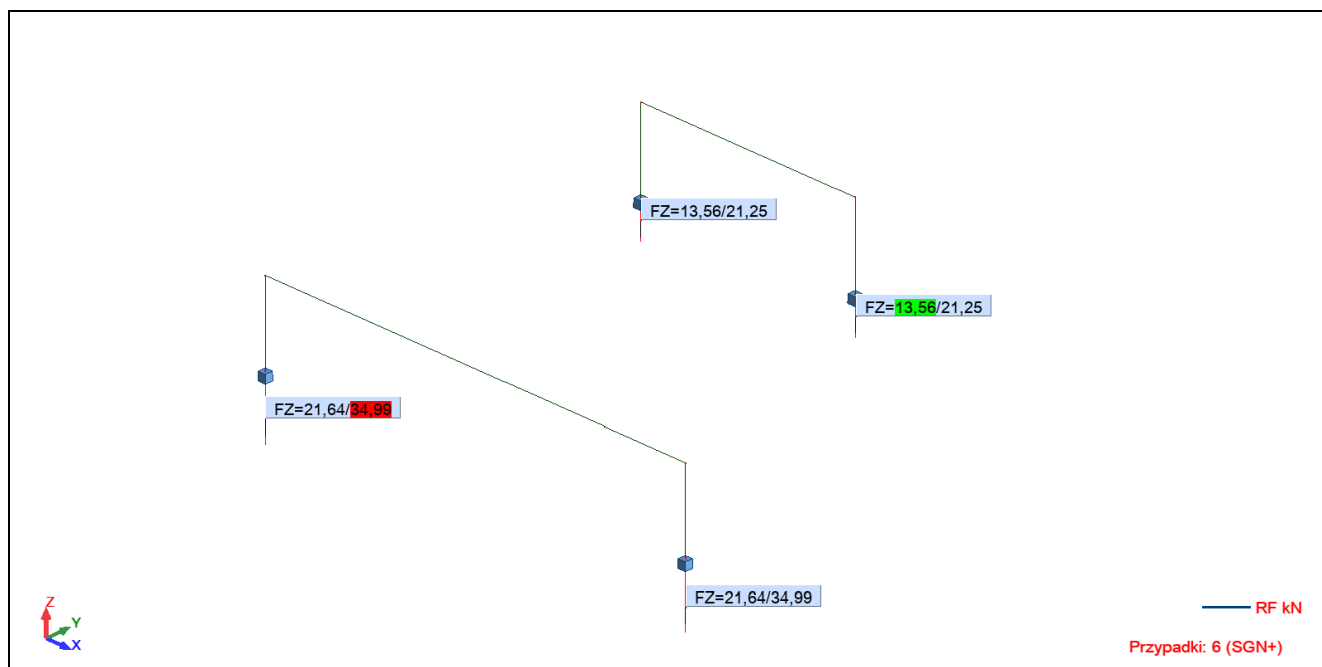 FZ=13,56/21,25
FZ=13,56/21,25
FZ=21,64/34,99
FZ=21,64/34,99
Z
Y
X
RF kN
Przypadki: 6 (SGN+)